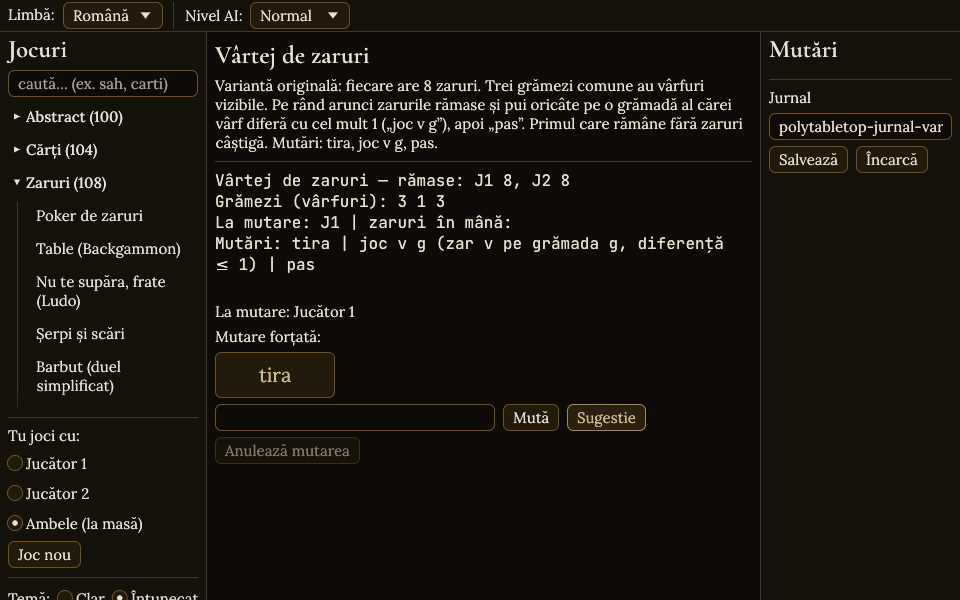 Limbă: Română ▼ Nivel AI: Normal ▼
Jocuri
caută... (ex. sah, carti)
▸ Abstract (100)
▸ Cărți (104)
▾ Zaruri (108)
Poker de zaruri
Table (Backgammon)
Nu te supăra, frate
(Ludo)
Șerpi și scări
Barbut (duel
simplificat)
Tu joci cu:
Jucător 1
Jucător 2
Ambele (la masă)
Joc nou
Temă: Clar Întunecat
Vârtej de zaruri
Variantă originală: fiecare are 8 zaruri. Trei grămezi comune au vârfuri
vizibile. Pe rând arunci zarurile rămase și pui oricâte pe o grămadă al cărei
vârf diferă cu cel mult 1 („joc v g”), apoi „pas”. Primul care rămâne fără zaruri
câștigă. Mutări: tira, joc v g, pas.
Vârtej de zaruri — rămase: J1 8, J2 8
Grămezi (vârfuri): 3 1 3
La mutare: J1 | zaruri în mână:
Mutări: tira | joc v g (zar v pe grămada g, diferență
≤ 1) | pas
La mutare: Jucător 1
Mutare forțată:
tira
Mută Sugestie
Anulează mutarea
Mutări
Jurnal
polytabletop-jurnal-var
Salvează Încarcă